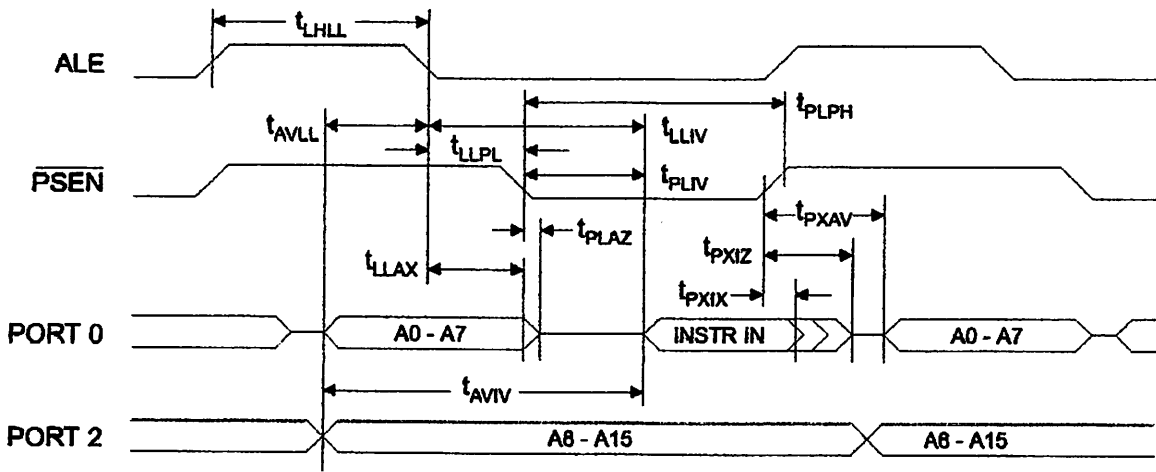 tLHLL
ALE
tPLPH
tAVLL
tLLIV
tLLPL
PSEN
tPLIV
tPXAV
tPLAZ
tPXIZ
tLLAX
tPXIX
PORT 0
A0 - A7
INSTR IN
A0 - A7
tAVIV
PORT 2
A8 - A15
A8 - A15